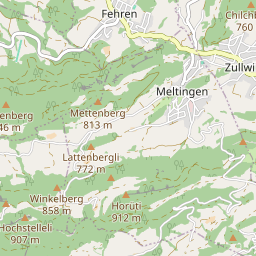 Fehren
Chilch
760
Zullwi
Meltingen
enberg
46 m
Mettenberg
813 m
Lattenbergli
772 m
Winkelberg
858 m
Horuti
912 m
Hochstelleli
907 m